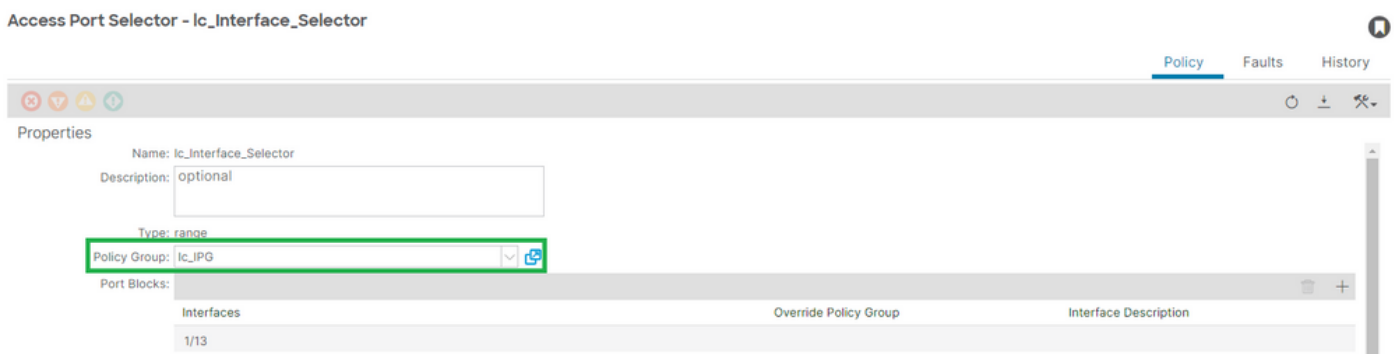 Access Port Selector - lc_Interface_Selector
Policy Faults History
Properties
Name: lc_Interface_Selector
Description: optional
Type: range
Policy Group: lc_IPG
Port Blocks:
Interfaces Override Policy Group Interface Description
1/13